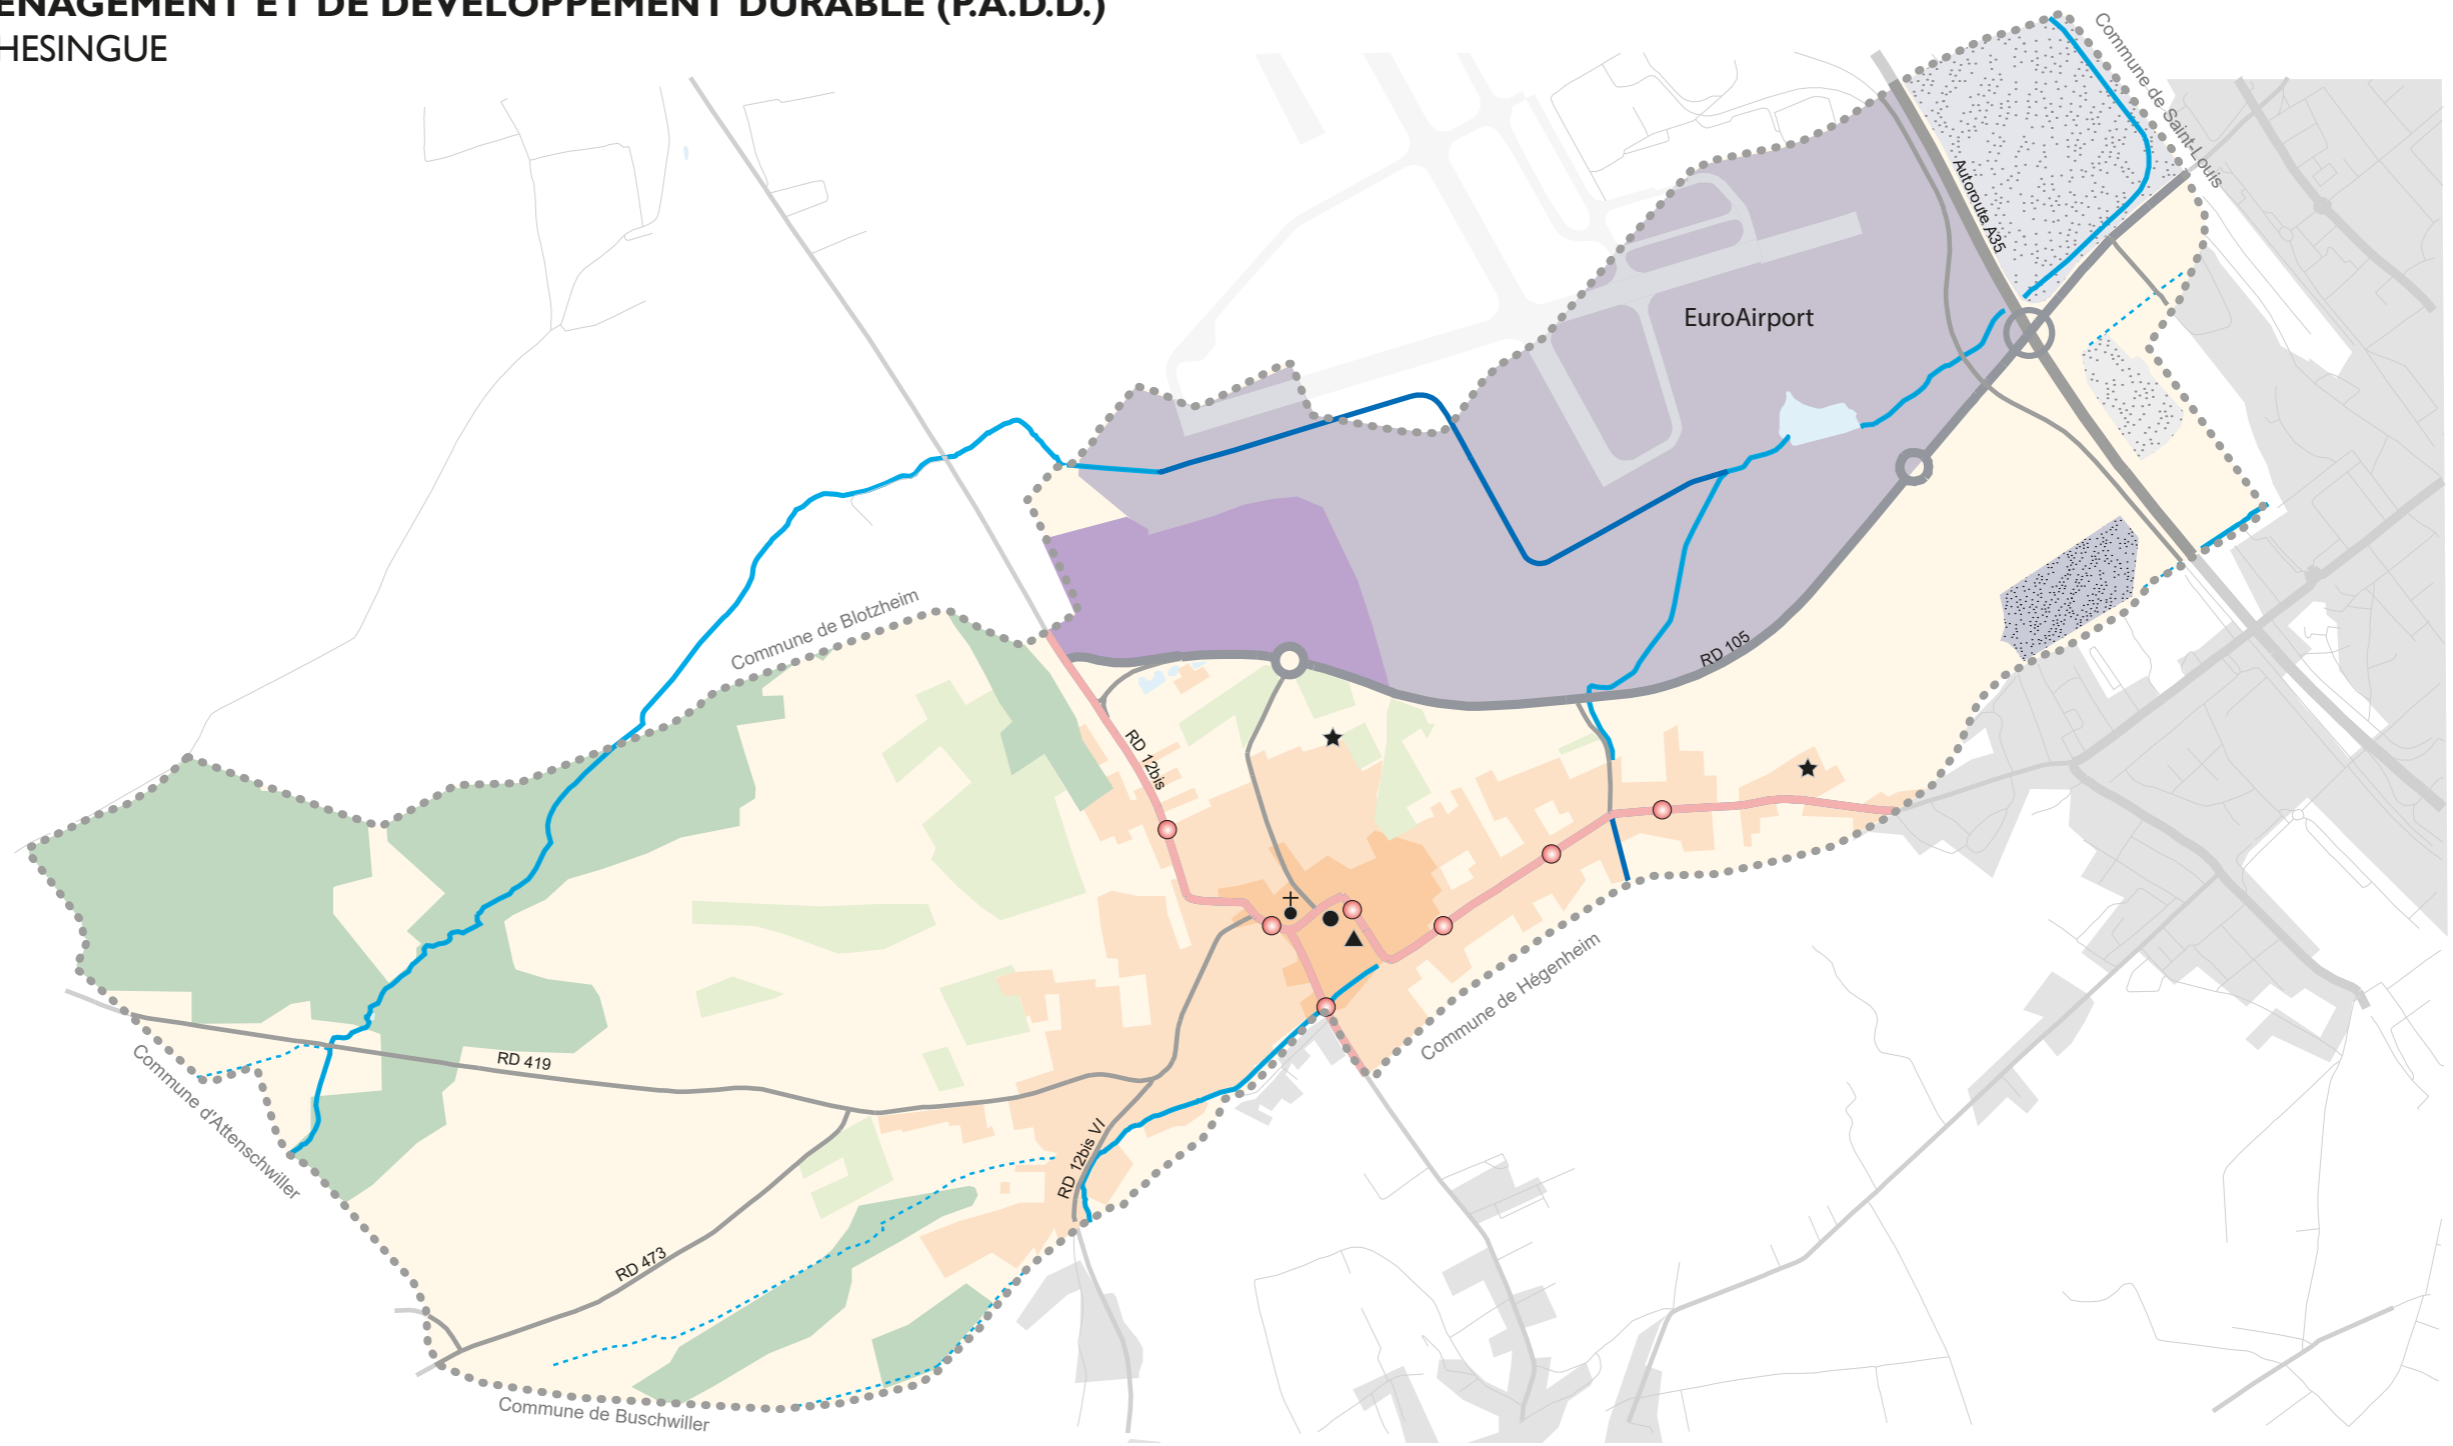 ÉNAGEMENT ET DE DÉVELOPPEMENT DURABLE (P.A.D.D.)
HESINGUE
Commune de Saint-Louis
Autoroute A35
EuroAirport
Commune de Blotzheim
RD 105
RD 12bis
Commune de Hégenheim
RD 419
Commune d'Attenschwiller
RD 12bis VI
RD 473
Commune de Buschwiller